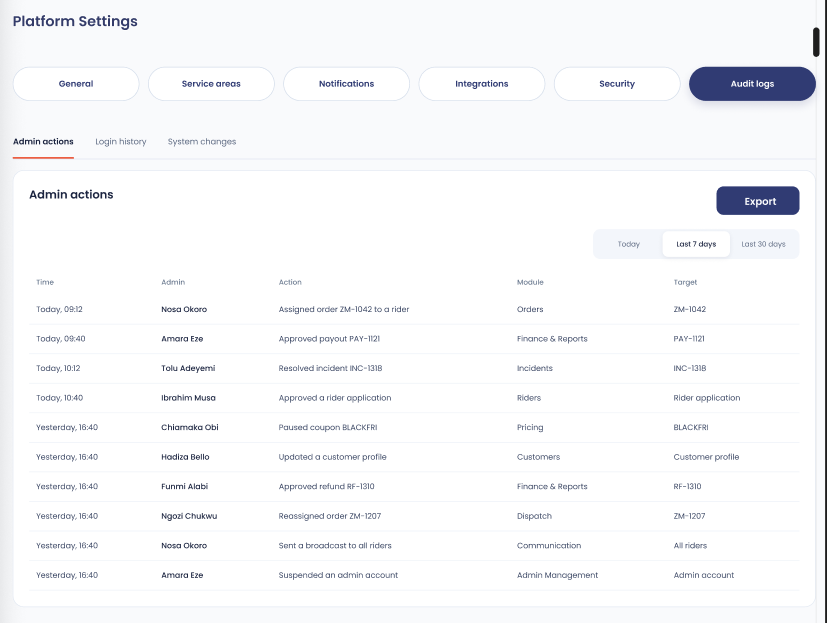 Platform Settings
General Service areas Notifications Integrations Security Audit logs
Admin actions Login history System changes
Admin actions
Export
Today Last 7 days Last 30 days
Time Admin Action Module Target
Today, 09:12 Nosa Okoro Assigned order ZM-1042 to a rider Orders ZM-1042
Today, 09:40 Amara Eze Approved payout PAY-1121 Finance & Reports PAY-1121
Today, 10:12 Tolu Adeyemi Resolved incident INC-1318 Incidents INC-1318
Today, 10:40 Ibrahim Musa Approved a rider application Riders Rider application
Yesterday, 16:40 Chiamaka Obi Paused coupon BLACKFRI Pricing BLACKFRI
Yesterday, 16:40 Hadiza Bello Updated a customer profile Customers Customer profile
Yesterday, 16:40 Funmi Alabi Approved refund RF-1310 Finance & Reports RF-1310
Yesterday, 16:40 Ngozi Chukwu Reassigned order ZM-1207 Dispatch ZM-1207
Yesterday, 16:40 Nosa Okoro Sent a broadcast to all riders Communication All riders
Yesterday, 16:40 Amara Eze Suspended an admin account Admin Management Admin account